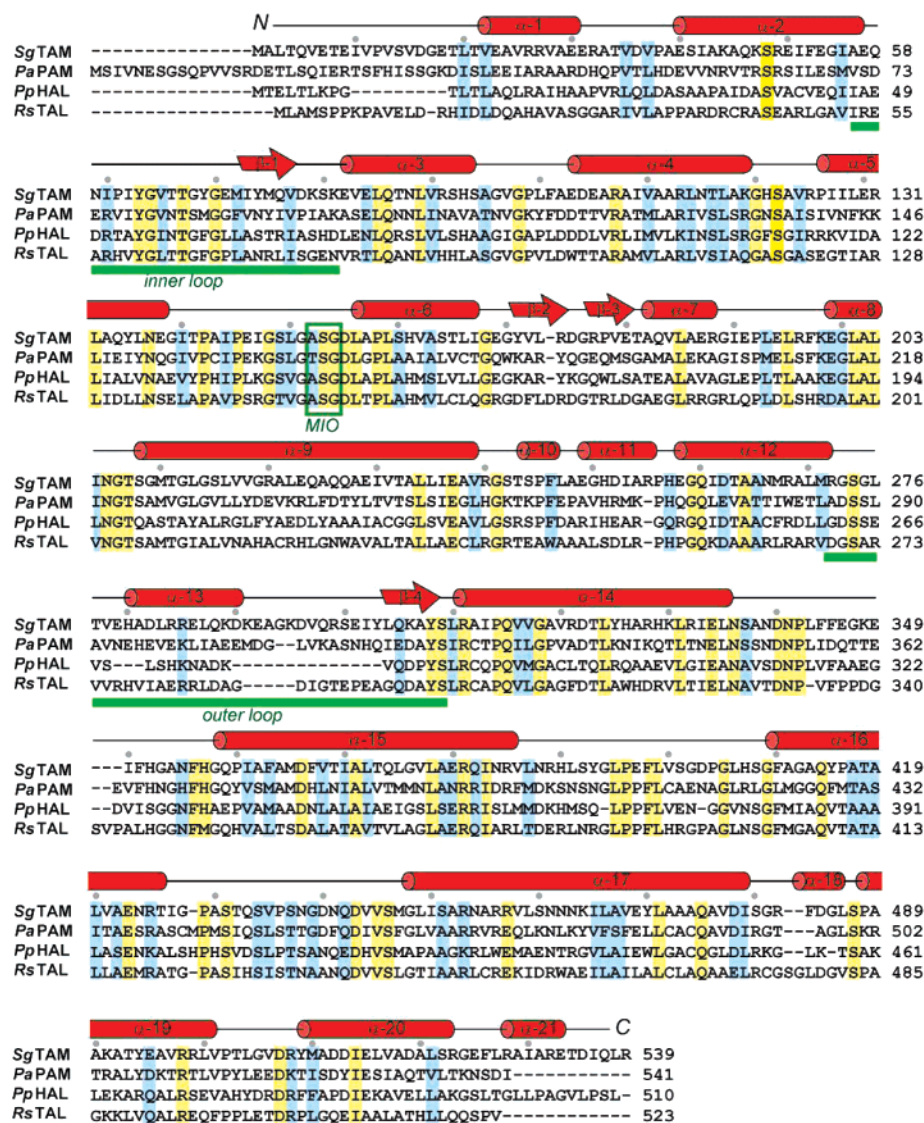 N α-1 α-2
SgTAM ---------------MALTQVETEIVPVSVDGETLTVEAVRRVAEERATVDVPAESIAKAQKSREIFEGIAEQ 58
PaPAM MSIVNESGSGQPVVSRDETLSQIERTSFHISSGKDISLEEIARAARDHQPVTLHDEVVNRVTRSRSILESMVSD 73
PpHAL ---------------MTELTLKPG------TLTLAQLRAIHAAPVRLQLDASAAPAIDASVACVEQIIAE 49
RsTAL ---------------MLAMSPPKPAVELD-RHIDLDQAHAVASGGARIVLAPPARDRCRASEARLGAVIRE 55
β-1 α-3 α-4 α-5
SgTAM NIPIYGVTTGYGEMIYMQVDKSKEVELQTNLVRSHSAGVGPLFAEDEARAIVAARLNTLAKGHSAVRPIILER 131
PaPAM ERVIYGVNTSMGGFVNYIVPIAKASELQNNLINAVATNVGKYFDDTTVRATMLARIVSLSRGNSAISIVNFKK 146
PpHAL DRTAYGINTGFGLLASTRIASHDLENLQRSLVLSHAAGIGAPLDDDLVRLIMVLKINSLSRGFSGIRRKVIDA 122
RsTAL ARHVYGLTTGFGPLANRLISGENVRTLQANLVHHLASGVGPVLDWTTARAMVLARLVSIAQGASGASEGTIAR 128
inner loop
α-6 β-2 β-3 α-7 α-8
SgTAM LAQYLNEGITPAIPEIGSLGASGDLAPLSHVASTLIGEGYVL-RDGRPVETAQVLAERGIEPLELRFKEGLAL 203
PaPAM LIEIYNQGIVPCIPEKGSLGTSGDLGPLAAIALVCTGQWKAR-YQGEQMSGAMALEKAGISPMELSFKEGLAL 218
PpHAL LIALVNAEVYPHIPLKGSVGASGDLAPLAHMSLVLLGEGKAR-YKGQWLSATEALAVAGLEPLTLAAKEGLAL 194
RsTAL LIDLLNSELAPAVPSRGTVGASGDLTPLAHMVLCLQGRGDFLDRDGTRLDGAEGLRRGRLQPLDLSHRDALAL 201
MIO
α-9 α-10 α-11 α-12
SgTAM INGTSGMTGLGSLVVGRALEQAQQAEIVTALLIEAVRGSTSPFLAEGHDIARPHEGQIDTAANMRALMRGSGL 276
PaPAM INGTSAMVGLGVLLYDEVKRLFDTYLTVTSLSIEGLHGKTKPFEPAVHRMK-PHQGQLEVATTIWETLADSSL 290
PpHAL LNGTQASTAYALRGLFYAEDLYAAAIACGGLSVEAVLGSRSPFDARIHEAR-GQRGQIDTAACFRDLLGDSSE 266
RsTAL VNGTSAMTGIALVNAHACRHLGNWAVALTALLAECLRGRTEAWAAALSDLR-PHPGQKDAAARLRARVDGSAR 273
α-13 β-4 α-14
SgTAM TVEHADLRRELQKDKEAGKDVQRSEIYLQKAYSLRAIPQVVGAVRDTLYHARHKLRIELNSANDNPLFFEGKE 349
PaPAM AVNEHEVEKLIAEEMDG-LVKASNHQIEDAYSIRCTPQILGPVADTLKNIKQTLTNELNSSNDNPLIDQTTE 362
PpHAL VS---LSHKNADK----------VQDPYSLRCQPQVMGACLTQLRQAAEVLGIEANAVSDNPLVFAAEG 322
RsTAL VVRHVIAERRLDAG-----DIGTEPEAGQDAYSLRCAPQVLGAGFDTLAWHDRVLTIELNAVTDNP-VFPPDG 340
outer loop
α-15 α-16
SgTAM ---IFHGANFHGQPIAFAMDFVTIALTQLGVLAERQINRVLNRHLSYGLPEFLVSGDPGLHSGFAGAQYPATA
PaPAM ---EVFHNGHFHGQYVSMAMDHLNIALVTMMNLANRRIDRFMDKSNSNGLPPFLCAENAGLRLGLMGGQFMTAS 432
PpHAL ---DVISGGNFHAEPVAMAADNLALAIAEIGSLSERRISLMMDKHMSQ-LPPFLVEN-GGVNSGFMIAQVTAAA 391
RsTAL SVPALHGGNFMGQHVALTSDALATAVTVLAGLAERQIARLTDERLNRGLPPFLHRGPAGLNSGFMGAQVTATA 413
α-17 α-18
SgTAM LVAENRTIG-PASTQSVPSNGDNQDVVSMGLISARNARRVLSNNNKILAVEYLAAAQAVDISGR--FDGLSPA 489
PaPAM ITAESRASCMPMSIQSLSTTGDFQDIVSFGLVAARRVREQLKNLKYVFSFELLCACQAVDIRGT--AGLSKR 502
PpHAL LASENKALSHPHSVDSLPTSANQEDHVSMAPAAGKRLWEMAENTRGVLAIEWLGACQGLDLRKG--LK-TSAK 461
RsTAL LLAEMRATG-PASIHSISTNAANQDVVSLGTIAARLCREKIDRWAEILAILALCLAQAAELRCGSGLDGVSPA 485
α-19 α-20 α-21 C
SgTAM AKATYEAVRRLVPTLGVDRYMADDIELVADALSRGEFLRAIARETDIQLR 539
PaPAM TRALYDKTRTLVPYLEEDKTISDYIESIAQTVLTKNSDI----------- 541
PpHAL LEKARQALRSEVAHYDRDRFFAPDIEKAVELLAKGSLTGLLPAGVLPSL- 510
RsTAL GKKLVQALREQFPPLETDRPLGQEIAALATHLLQQSPV------------ 523